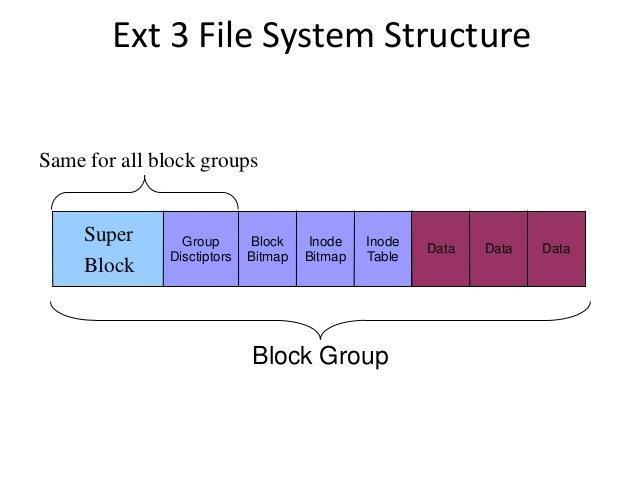 Ext 3 File System Structure
Same for all block groups
Super
Block
Group
Disctiptors
Block
Bitmap
Inode
Bitmap
Inode
Table
Data
Data
Data
Block Group